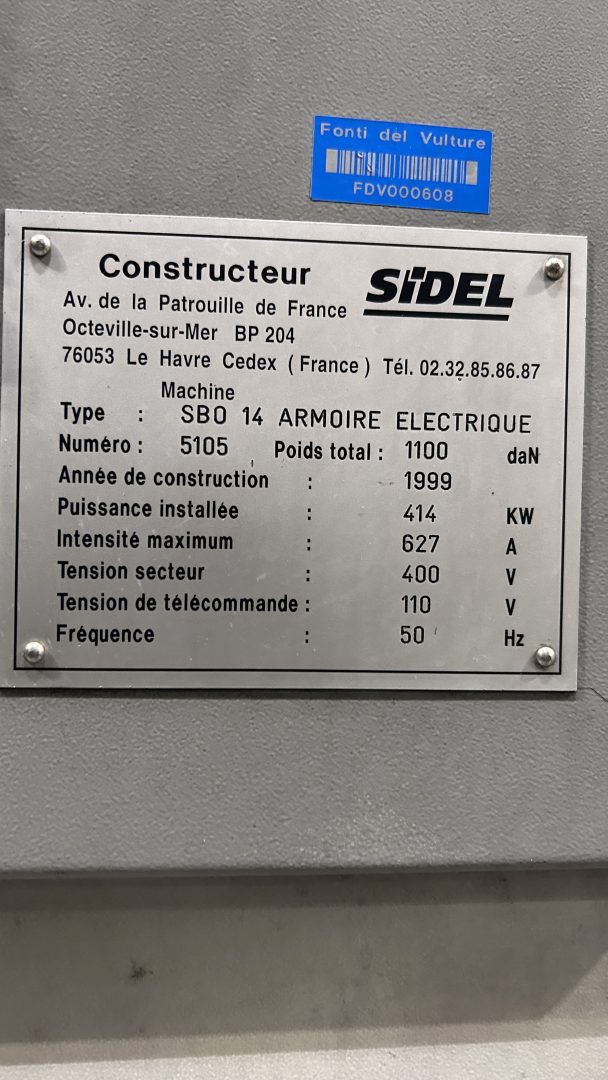 Fonti del Vulture
FDV000608
Constructeur SIDEL
Av. de la Patrouille de France
Octeville-sur-Mer BP 204
76053 Le Havre Cedex ( France ) Tél. 02.32.85.86.87
Machine
Type : SBO 14 ARMOIRE ELECTRIQUE
Numéro : 5105 Poids total : 1100 daN
Année de construction : 1999
Puissance installée : 414 KW
Intensité maximum : 627 A
Tension secteur : 400 V
Tension de télécommande : 110 V
Fréquence : 50 Hz